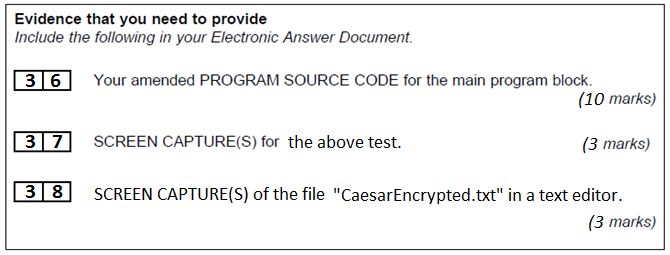 Evidence that you need to provide
Include the following in your Electronic Answer Document.
3 6 Your amended PROGRAM SOURCE CODE for the main program block.
(10 marks)
3 7 SCREEN CAPTURE(S) for the above test. (3 marks)
3 8 SCREEN CAPTURE(S) of the file "CaesarEncrypted.txt" in a text editor.
(3 marks)